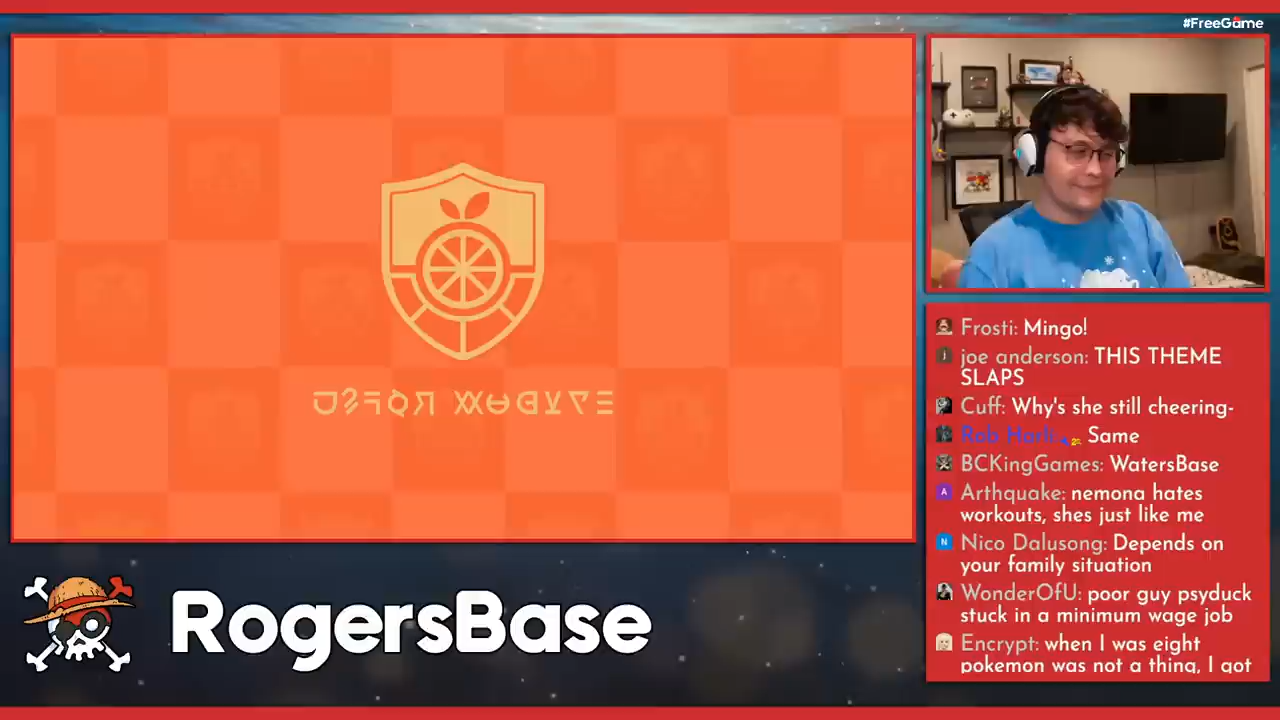 #FreeGame
Frosti: Mingo!
joe anderson: THIS THEME
SLAPS
Cuff: Why's she still cheering-
Rob Harli: Same
BCKingGames: WatersBase
Arthquake: nemona hates
workouts, shes just like me
Nico Dalusong: Depends on
your family situation
WonderOfU: poor guy psyduck
stuck in a minimum wage job
Encrypt: when I was eight
pokemon was not a thing, I got
RogersBase